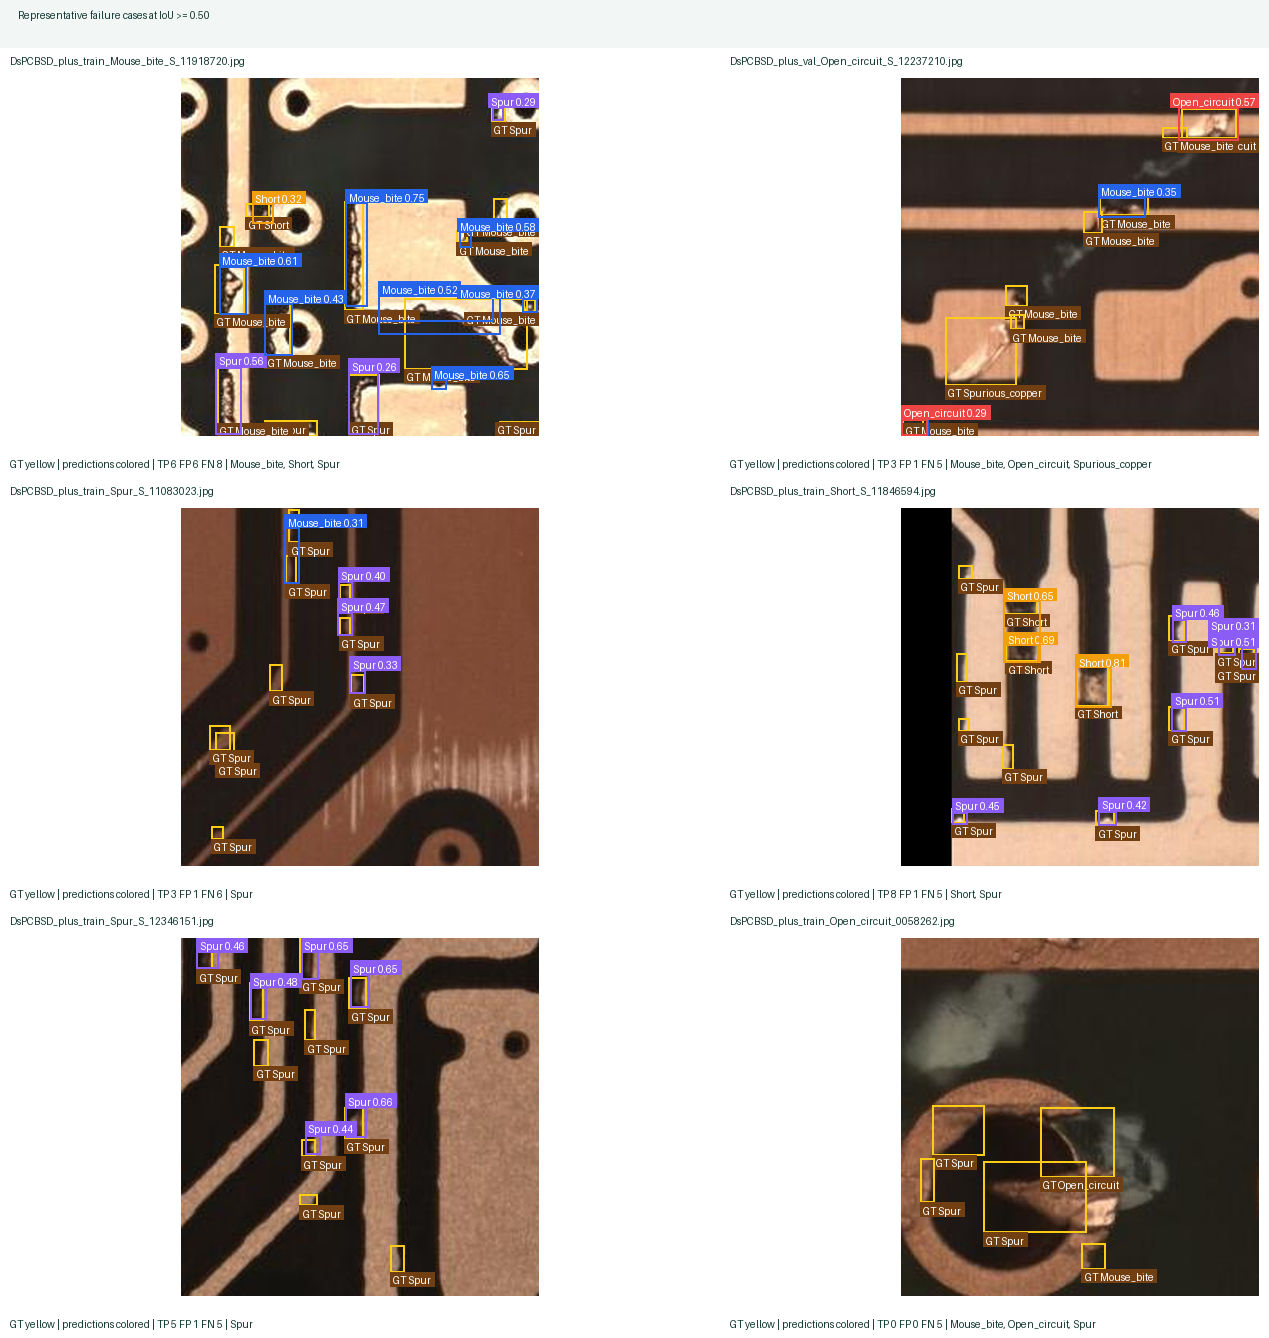 Representative failure cases at IoU >= 0.50
DsPCBSD_plus_train_Mouse_bite_S_11918720.jpg
Spur 0.29
GT Spur
Short 0.32
GT Short
Mouse_bite 0.75
Mouse_bite 0.58
GT Mouse_bite
Mouse_bite 0.61
Mouse_bite 0.43
Mouse_bite 0.52
Mouse_bite 0.37
GT Mouse_bite
GT Mouse_bite
GT Mouse_bite
GT Mouse_bite
Spur 0.56
Spur 0.26
Mouse_bite 0.65
GT Mouse_bite
GT Spur
GT Spur
GT yellow | predictions colored | TP 6 FP 6 FN 8 | Mouse_bite, Short, Spur
DsPCBSD_plus_val_Open_circuit_S_12237210.jpg
Open_circuit 0.57
GT Mouse_bite cuit
Mouse_bite 0.35
GT Mouse_bite
GT Mouse_bite
GT Mouse_bite
GT Mouse_bite
GT Spurious_copper
Open_circuit 0.29
GT Mouse_bite
GT yellow | predictions colored | TP 3 FP 1 FN 5 | Mouse_bite, Open_circuit, Spurious_copper
DsPCBSD_plus_train_Spur_S_11083023.jpg
Mouse_bite 0.31
GT Spur
GT Spur
Spur 0.40
Spur 0.47
GT Spur
Spur 0.33
GT Spur
GT Spur
GT Spur
GT Spur
GT Spur
GT yellow | predictions colored | TP 3 FP 1 FN 6 | Spur
DsPCBSD_plus_train_Short_S_11846594.jpg
GT Spur
Short 0.65
GT Short
Short 0.69
GT Short
Short 0.81
GT Short
Spur 0.46
Spur 0.31
Spur 0.51
GT Spur
GT Spur
GT Spur
GT Spur
Spur 0.51
GT Spur
GT Spur
GT Spur
Spur 0.45
GT Spur
Spur 0.42
GT Spur
GT yellow | predictions colored | TP 8 FP 1 FN 5 | Short, Spur
DsPCBSD_plus_train_Spur_S_12346151.jpg
Spur 0.46
GT Spur
Spur 0.65
GT Spur
Spur 0.65
GT Spur
Spur 0.48
GT Spur
GT Spur
GT Spur
Spur 0.66
GT Spur
Spur 0.44
GT Spur
GT Spur
GT Spur
GT yellow | predictions colored | TP 5 FP 1 FN 5 | Spur
DsPCBSD_plus_train_Open_circuit_0058262.jpg
GT Spur
GT Open_circuit
GT Spur
GT Spur
GT Mouse_bite
GT yellow | predictions colored | TP 0 FP 0 FN 5 | Mouse_bite, Open_circuit, Spur